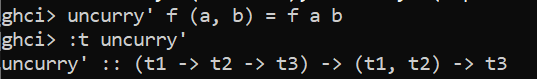 ghci> uncurry' f (a, b) = f a b
ghci> :t uncurry'
uncurry' :: (t1 -> t2 -> t3) -> (t1, t2) -> t3